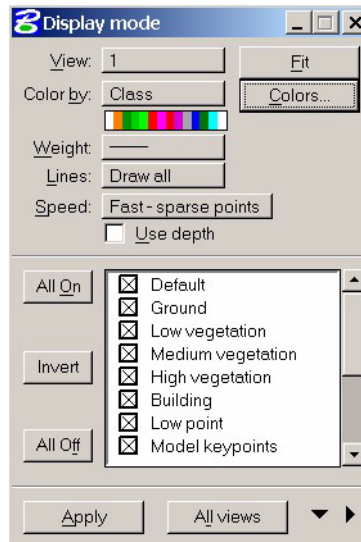 Display mode
View: 1 Fit
Color by: Class Colors...
Weight:
Lines: Draw all
Speed: Fast - sparse points
Use depth
All On
Invert
All Off
Default
Ground
Low vegetation
Medium vegetation
High vegetation
Building
Low point
Model keypoints
Apply All views